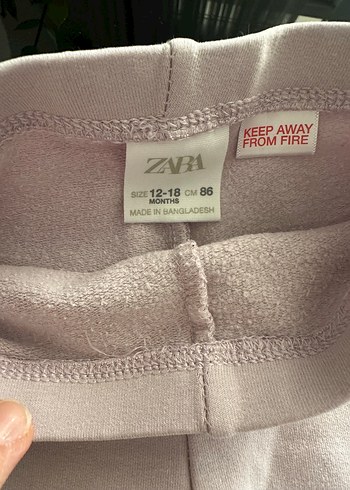 ZARA
SIZE 12-18 CM 86
MONTHS
MADE IN BANGLADESH
KEEP AWAY
FROM FIRE